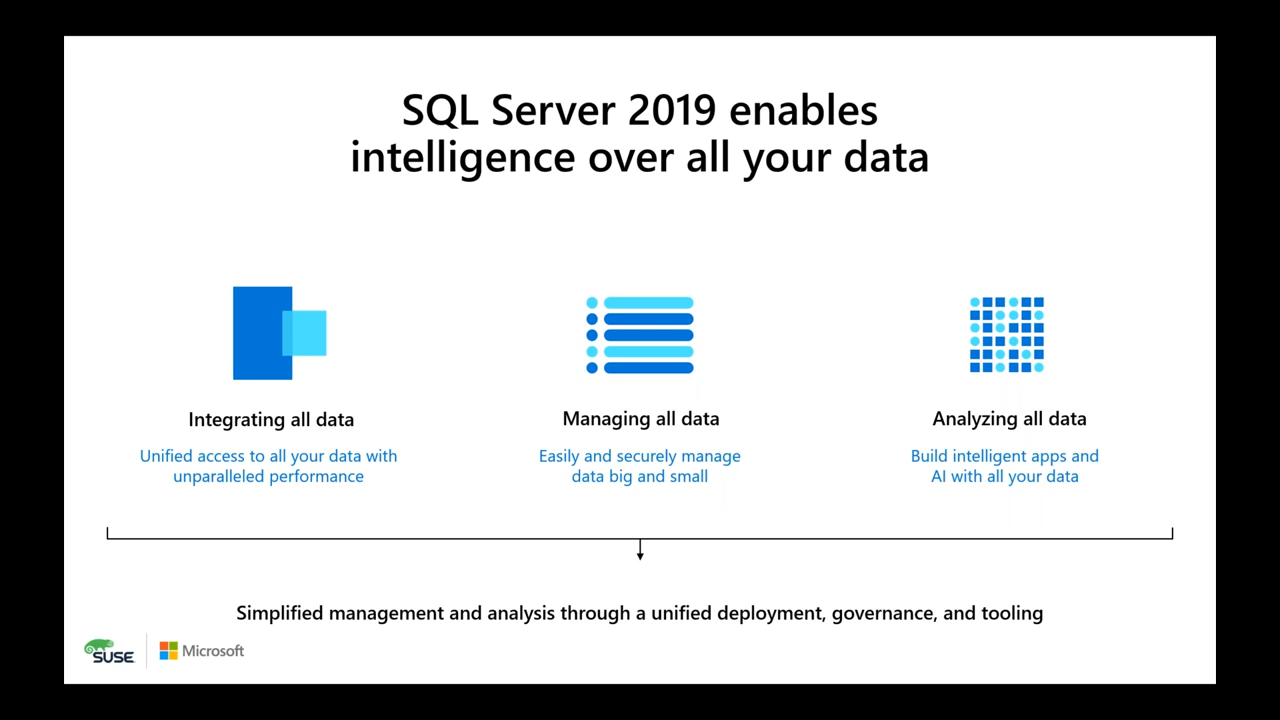 SQL Server 2019 enables
intelligence over all your data
Integrating all data
Unified access to all your data with
unparalleled performance
Managing all data
Easily and securely manage
data big and small
Analyzing all data
Build intelligent apps and
AI with all your data
Simplified management and analysis through a unified deployment, governance, and tooling
SUSE
Microsoft